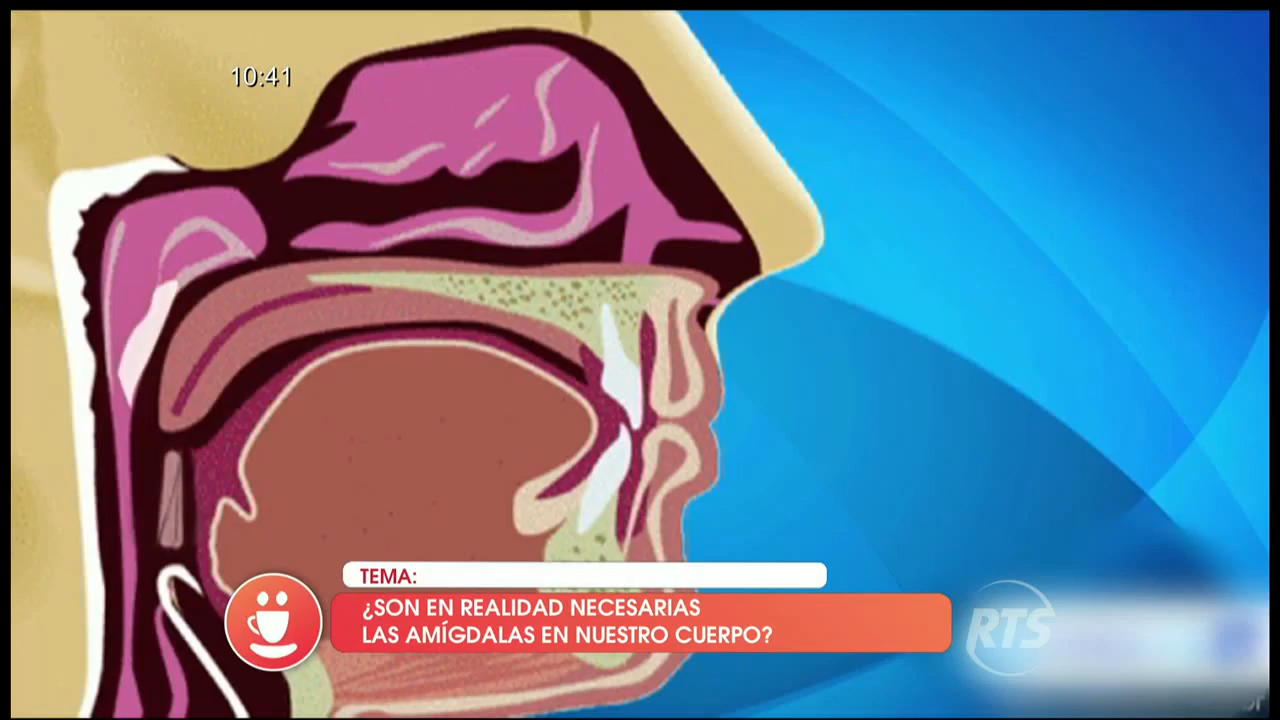 10:41
TEMA:
¿SON EN REALIDAD NECESARIAS
LAS AMÍGDALAS EN NUESTRO CUERPO?
RTS